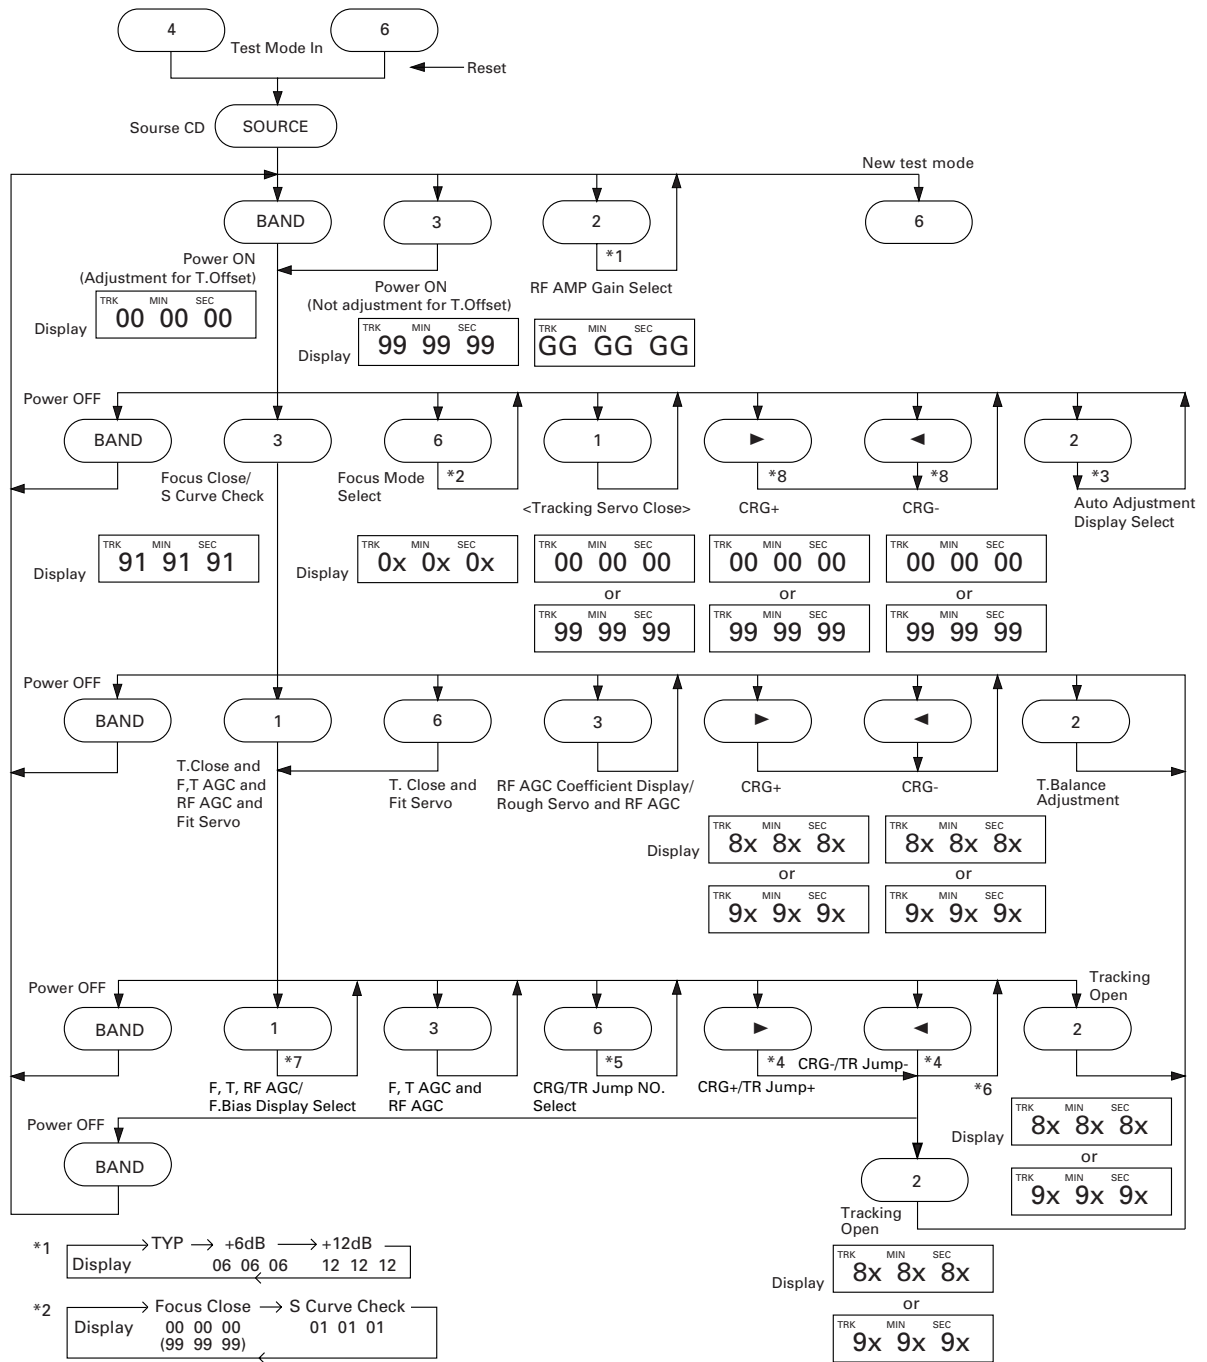 4
6
Test Mode In
Reset
Sourse CD
SOURCE
New test mode
BAND
3
2
6
*1
Power ON
(Adjustment for T.Offset)
Power ON
(Not adjustment for T.Offset)
RF AMP Gain Select
Display
TRK MIN SEC
00 00 00
Display
TRK MIN SEC
99 99 99
TRK MIN SEC
GG GG GG
Power OFF
BAND
3
6
1
►
◄
2
Focus Close/
S Curve Check
Focus Mode
Select
*2
<Tracking Servo Close>
*8
CRG+
*8
CRG-
*3
Auto Adjustment
Display Select
Display
TRK MIN SEC
91 91 91
Display
TRK MIN SEC
0x 0x 0x
TRK MIN SEC
00 00 00
or
TRK MIN SEC
99 99 99
TRK MIN SEC
00 00 00
or
TRK MIN SEC
99 99 99
TRK MIN SEC
00 00 00
or
TRK MIN SEC
99 99 99
Power OFF
BAND
1
6
3
►
◄
2
T.Close and
F,T AGC and
RF AGC and
Fit Servo
T. Close and
Fit Servo
RF AGC Coefficient Display/
Rough Servo and RF AGC
CRG+
CRG-
T.Balance
Adjustment
Display
TRK MIN SEC
8x 8x 8x
or
TRK MIN SEC
9x 9x 9x
TRK MIN SEC
8x 8x 8x
or
TRK MIN SEC
9x 9x 9x
Power OFF
Tracking
Open
BAND
1
3
6
►
◄
2
*7
F, T, RF AGC/
F.Bias Display Select
F, T AGC and
RF AGC
*5
CRG/TR Jump NO.
Select
*4
CRG+/TR Jump+
CRG-/TR Jump-
*4
*6
Display
TRK MIN SEC
8x 8x 8x
or
TRK MIN SEC
9x 9x 9x
Power OFF
BAND
2
Tracking
Open
Display
TRK MIN SEC
8x 8x 8x
or
TRK MIN SEC
9x 9x 9x
*1
TYP → +6dB → +12dB
Display 06 06 06 12 12 12
*2
Focus Close → S Curve Check
Display 00 00 00 01 01 01
(99 99 99)